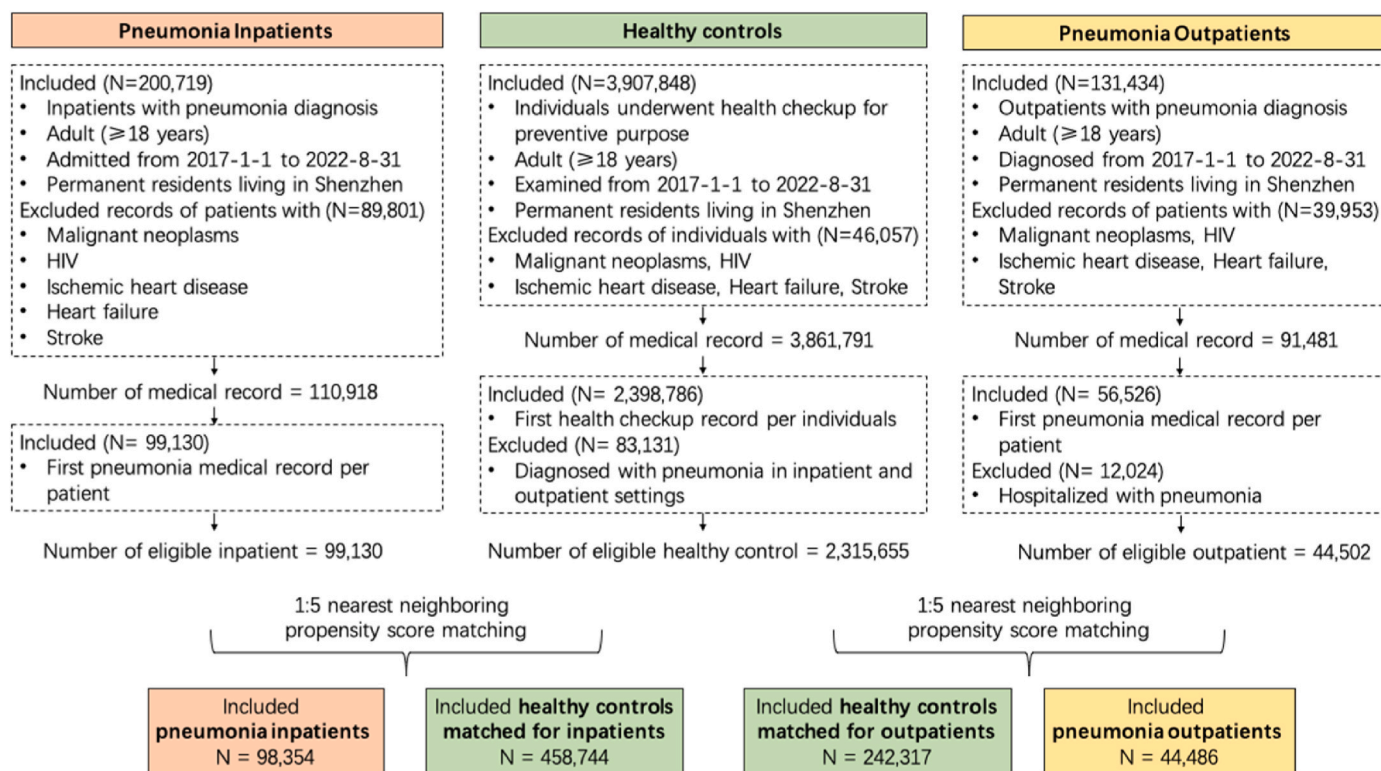 Pneumonia Inpatients
Included (N=200,719)
• Inpatients with pneumonia diagnosis
• Adult (≥18 years)
• Admitted from 2017-1-1 to 2022-8-31
• Permanent residents living in Shenzhen
Excluded records of patients with (N=89,801)
• Malignant neoplasms
• HIV
• Ischemic heart disease
• Heart failure
• Stroke
Number of medical record = 110,918
Included (N= 99,130)
• First pneumonia medical record per
patient
Number of eligible inpatient = 99,130
Healthy controls
Included (N=3,907,848)
• Individuals underwent health checkup for
preventive purpose
• Adult (≥18 years)
• Examined from 2017-1-1 to 2022-8-31
• Permanent residents living in Shenzhen
Excluded records of individuals with (N=46,057)
• Malignant neoplasms, HIV
• Ischemic heart disease, Heart failure, Stroke
Number of medical record = 3,861,791
Included (N= 2,398,786)
• First health checkup record per individuals
Excluded (N= 83,131)
• Diagnosed with pneumonia in inpatient and
outpatient settings
Number of eligible healthy control = 2,315,655
Pneumonia Outpatients
Included (N=131,434)
• Outpatients with pneumonia diagnosis
• Adult (≥18 years)
• Diagnosed from 2017-1-1 to 2022-8-31
• Permanent residents living in Shenzhen
Excluded records of patients with (N=39,953)
• Malignant neoplasms, HIV
• Ischemic heart disease, Heart failure,
Stroke
Number of medical record = 91,481
Included (N= 56,526)
• First pneumonia medical record per
patient
Excluded (N= 12,024)
• Hospitalized with pneumonia
Number of eligible outpatient = 44,502
1:5 nearest neighboring
propensity score matching
1:5 nearest neighboring
propensity score matching
Included
pneumonia inpatients
N = 98,354
Included healthy controls
matched for inpatients
N = 458,744
Included healthy controls
matched for outpatients
N = 242,317
Included
pneumonia outpatients
N = 44,486